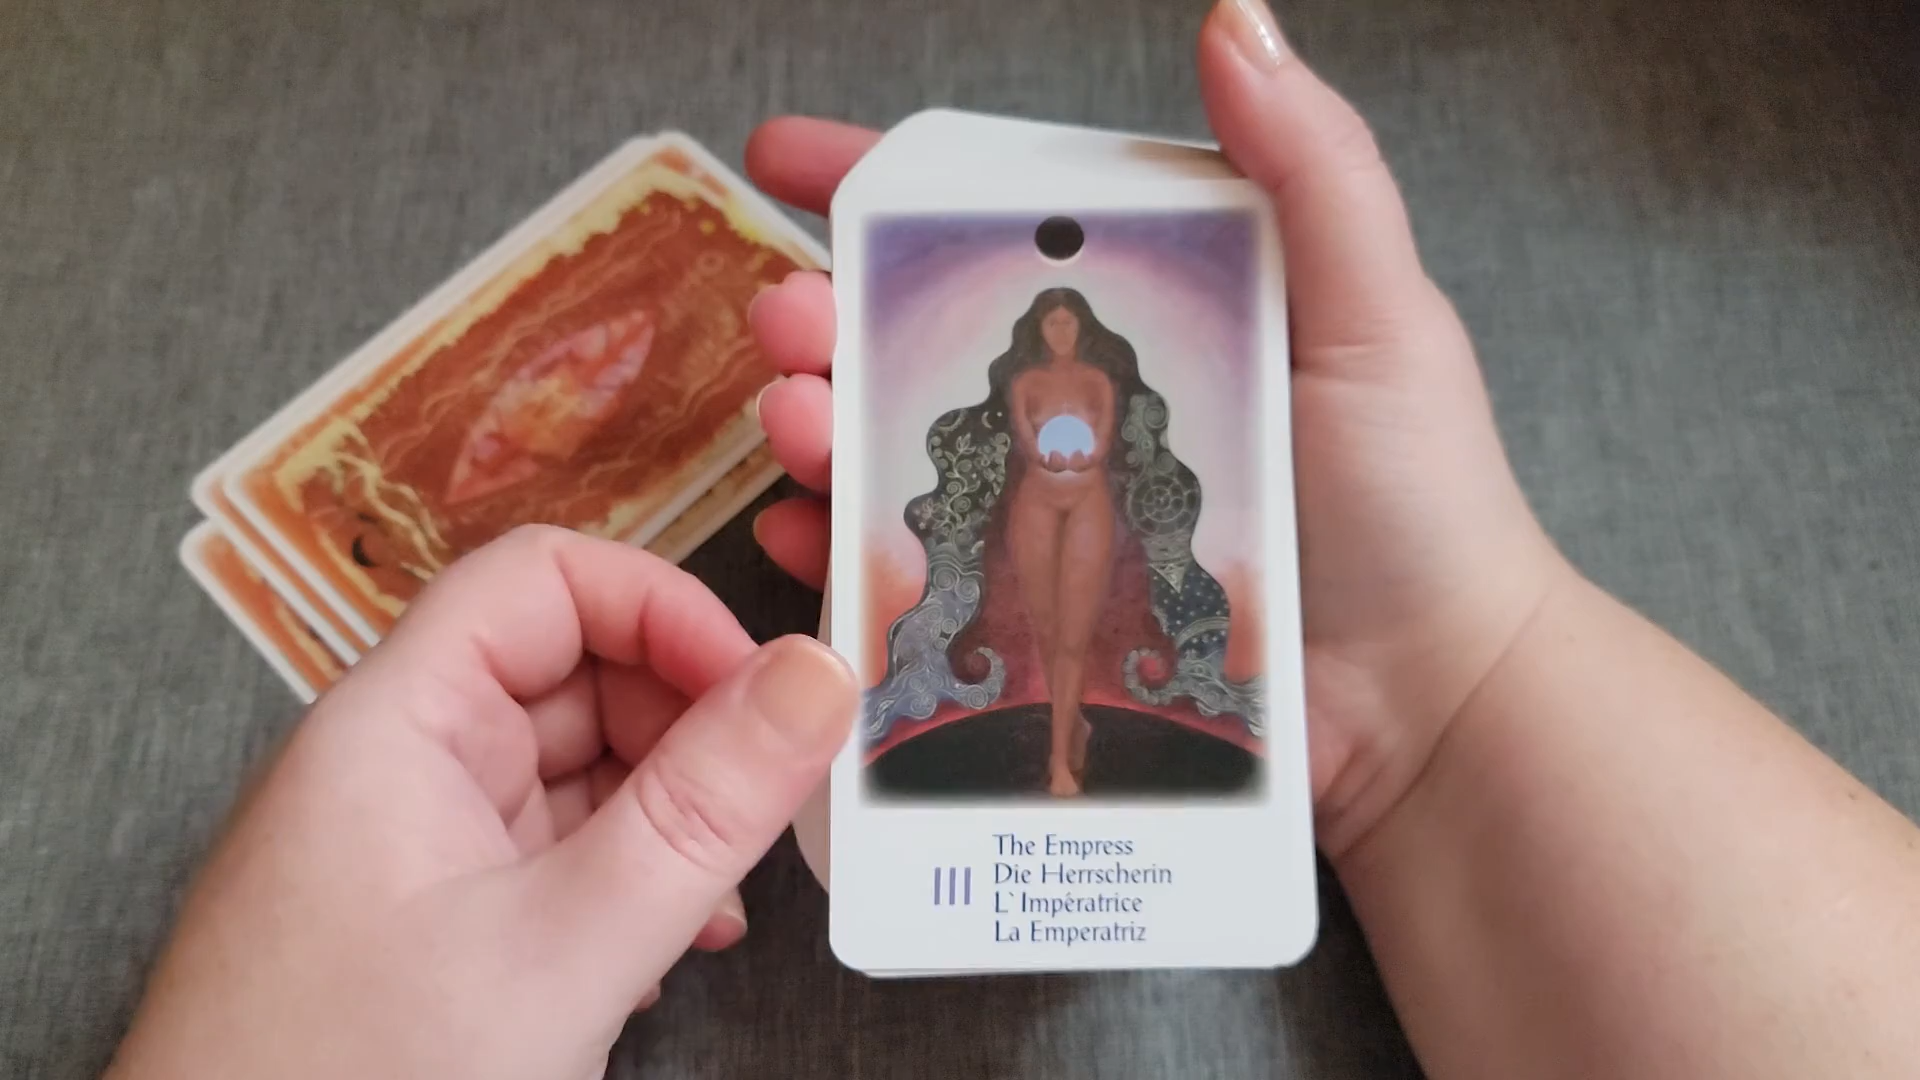 III
The Empress
Die Herrscherin
L`Impératrice
La Emperatriz